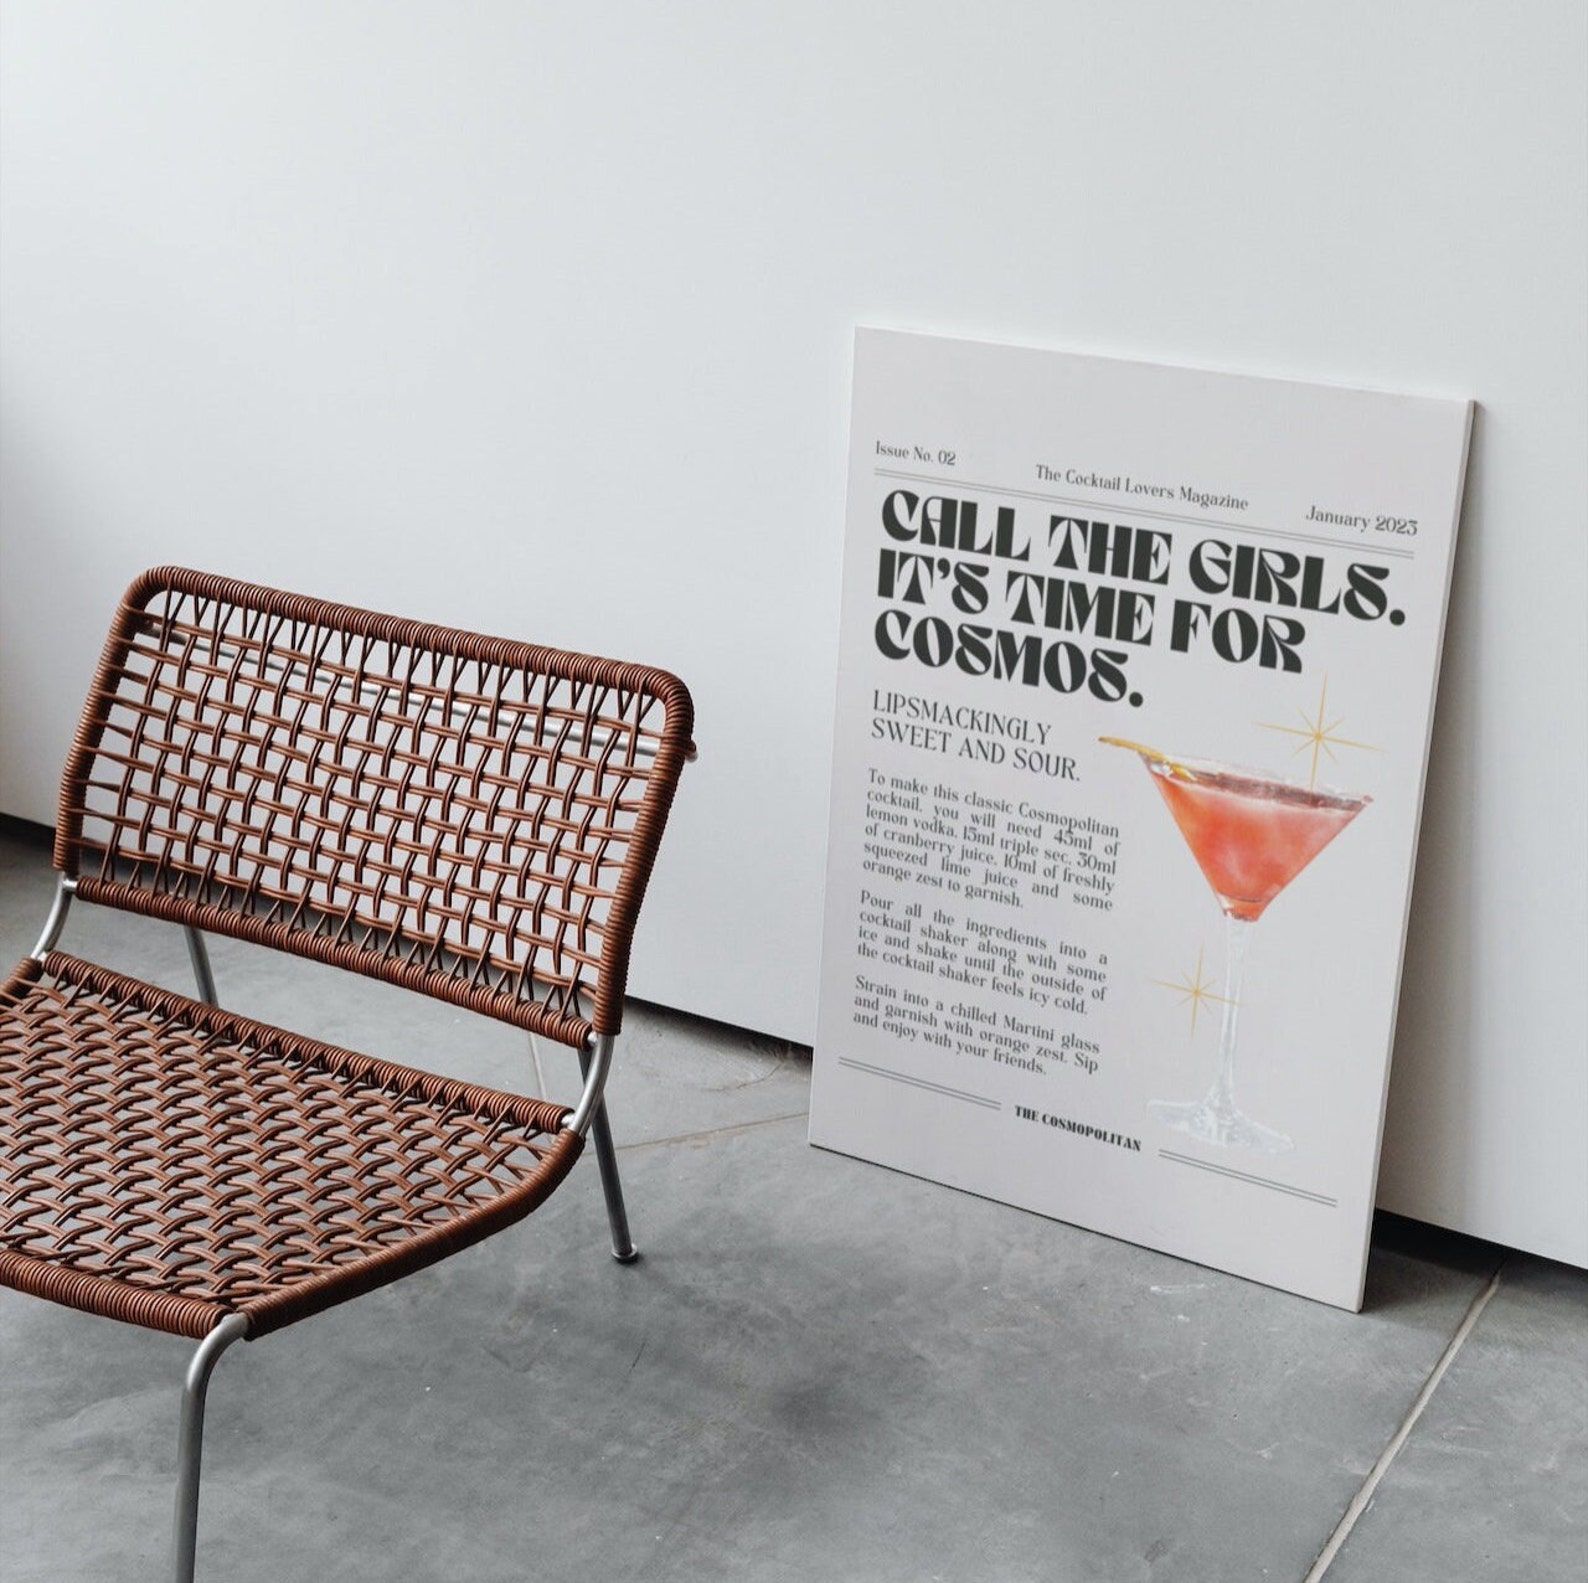 Issue No. 02
The Cocktail Lovers Magazine
January 2023
CALL THE GIRLS.
IT'S TIME FOR
COSMOS.
LIPSMACKINGLY
SWEET AND SOUR.
To make this classic Cosmopolitan
cocktail, you will need 45ml of
lemon vodka, 15ml triple sec, 30ml
of cranberry juice, 10ml of freshly
squeezed lime juice and some
orange zest to garnish.
Pour all the ingredients into a
cocktail shaker along with some
ice and shake until the outside of
the cocktail shaker feels icy cold.
Strain into a chilled Martini glass
and garnish with orange zest. Sip
and enjoy with your friends.
THE COSMOPOLITAN